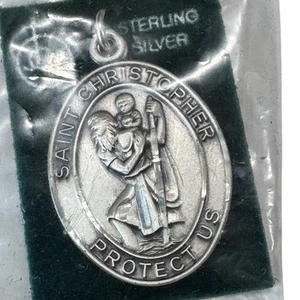 STERLING
SILVER
SAINT CHRISTOPHER
PROTECT US